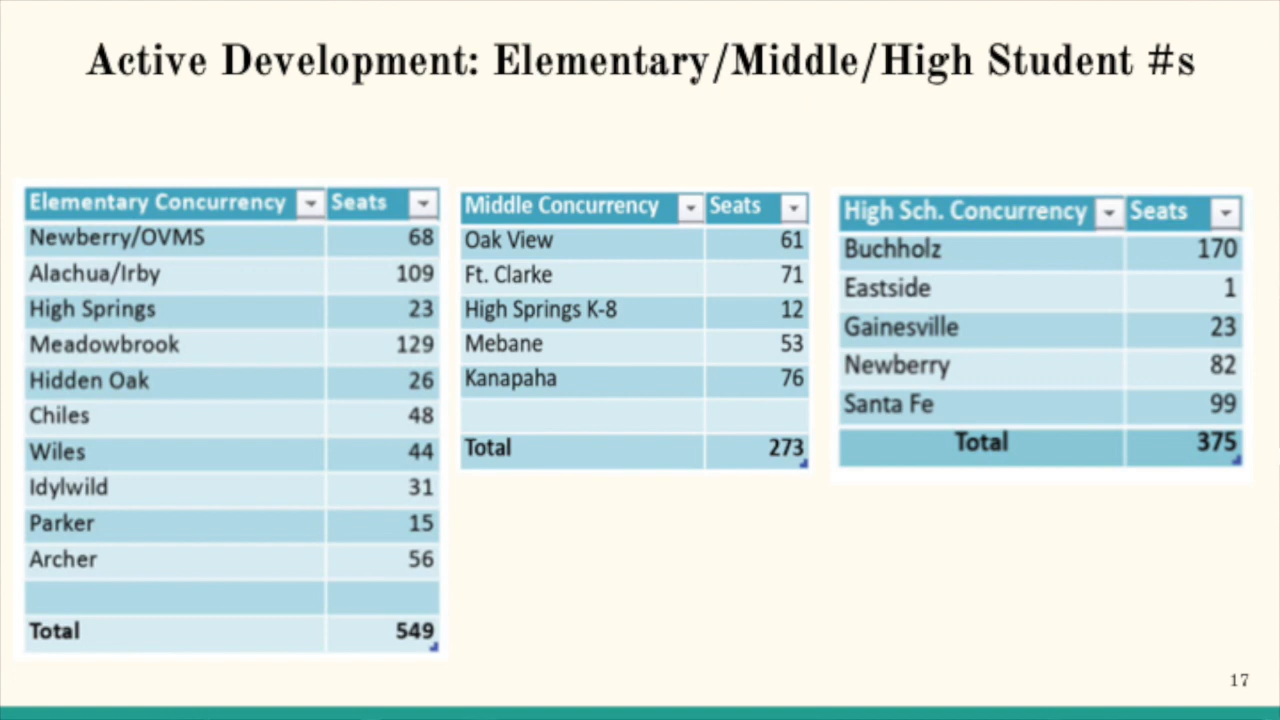 Active Development: Elementary/Middle/High Student #s
Elementary Concurrency Seats
Newberry/OVMS 68
Alachua/Irby 109
High Springs 23
Meadowbrook 129
Hidden Oak 26
Chiles 48
Wiles 44
Idylwild 31
Parker 15
Archer 56
Total 549
Middle Concurrency Seats
Oak View 61
Ft. Clarke 71
High Springs K-8 12
Mebane 53
Kanapaha 76
Total 273
High Sch. Concurrency Seats
Buchholz 170
Eastside 1
Gainesville 23
Newberry 82
Santa Fe 99
Total 375
17